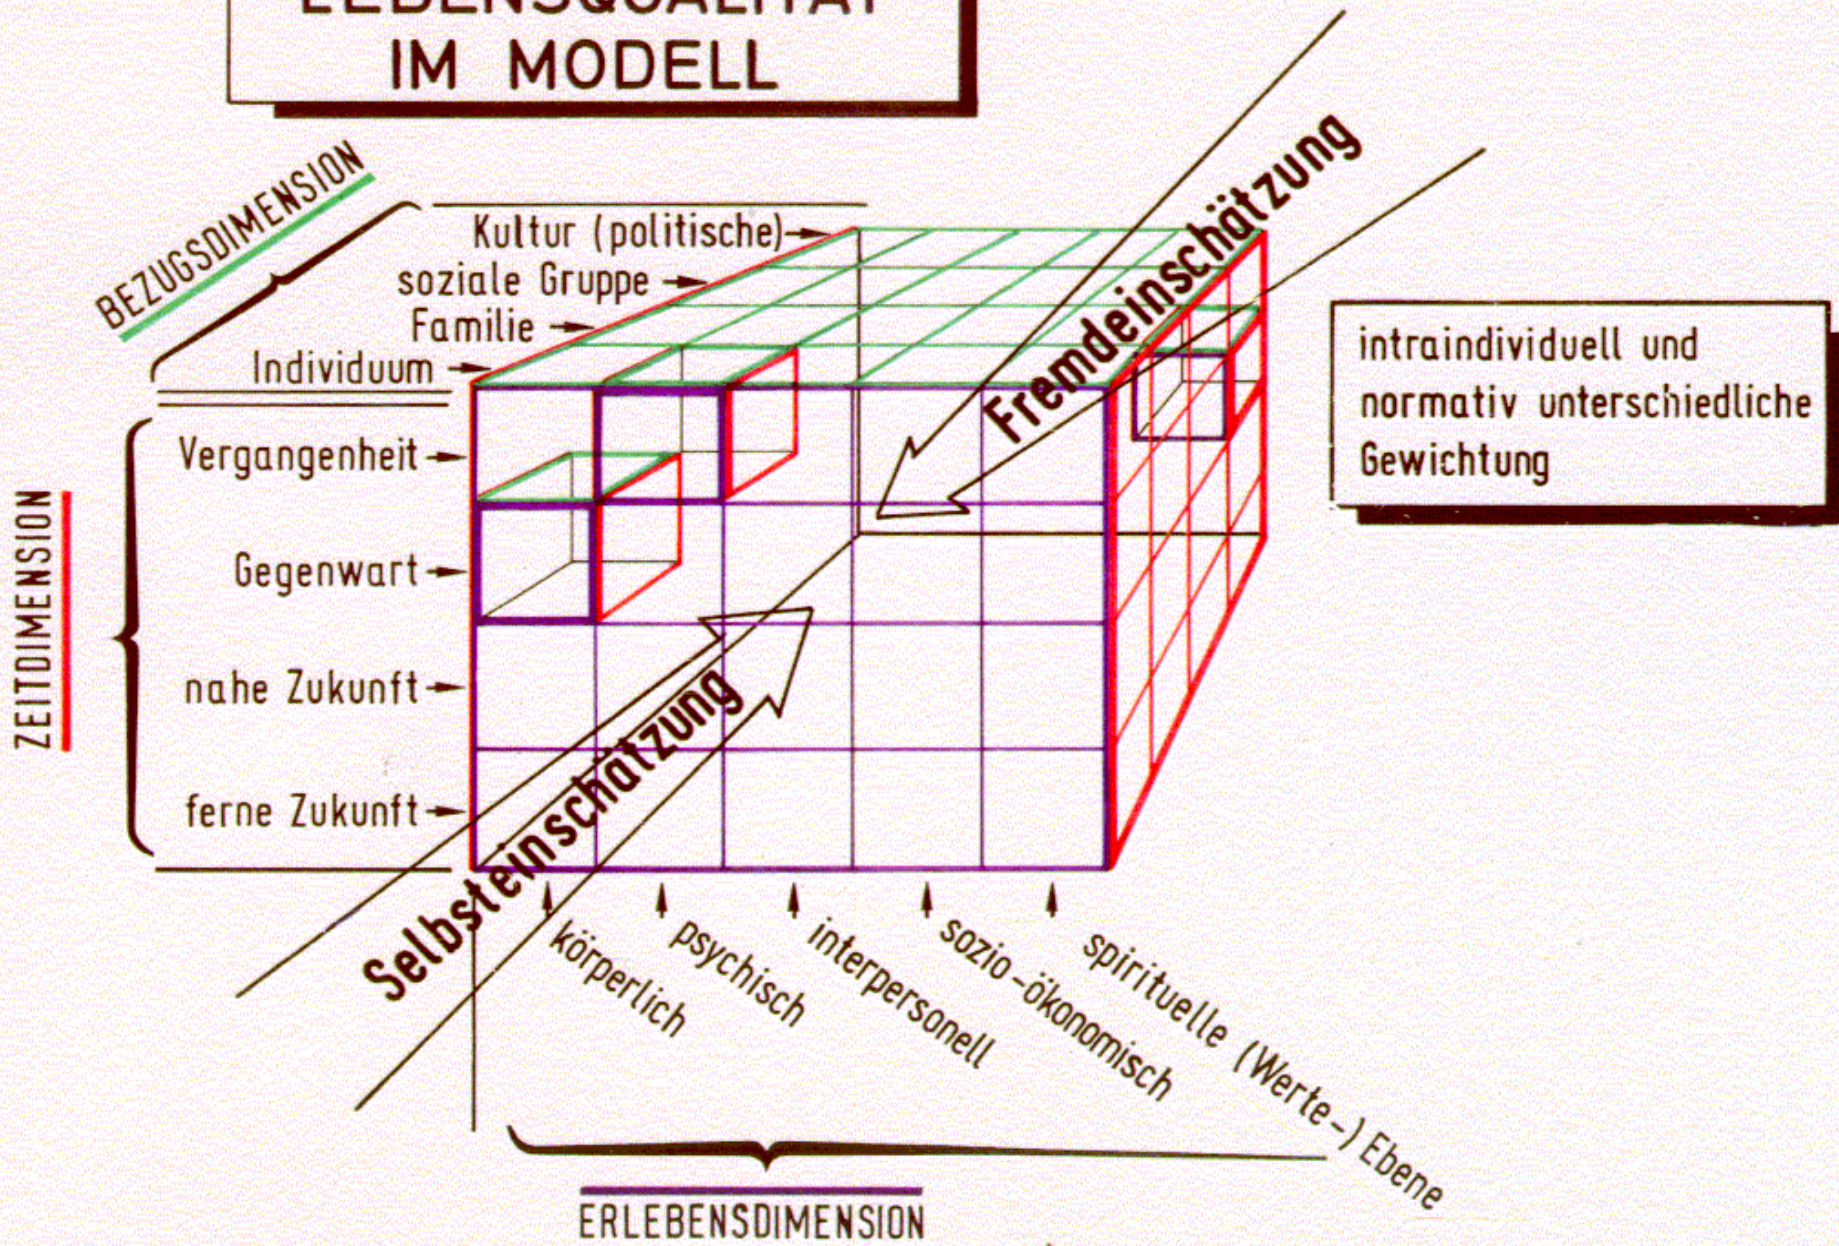 LEBENSQUALITÄT
IM MODELL
BEZUGSDIMENSION
Kultur (politische)
soziale Gruppe
Familie
Individuum
Fremdeinschätzung
intraindividuell und
normativ unterschiedliche
Gewichtung
ZEITDIMENSION
Vergangenheit
Gegenwart
nahe Zukunft
ferne Zukunft
Selbsteinschätzung
körperlich
psychisch
interpersonell
sozio-ökonomisch
spirituelle (Werte-) Ebene
ERLEBENSDIMENSION